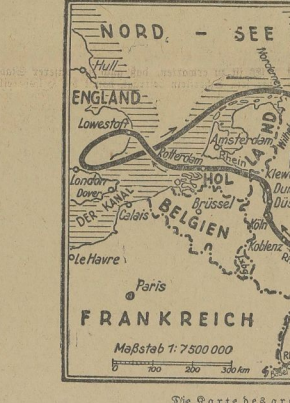 NORD - SEE
Hull
ENGLAND
Lowestoft
Amsterdam
Rotterdam
Rhein
HOL
LAND
London
Dover
DER-KANAL
Calais
Brüssel
BELGIEN
Köln
Koblenz
Le Havre
Paris
FRANKREICH
Maßstab 1:7500000
0 100 200 300 km